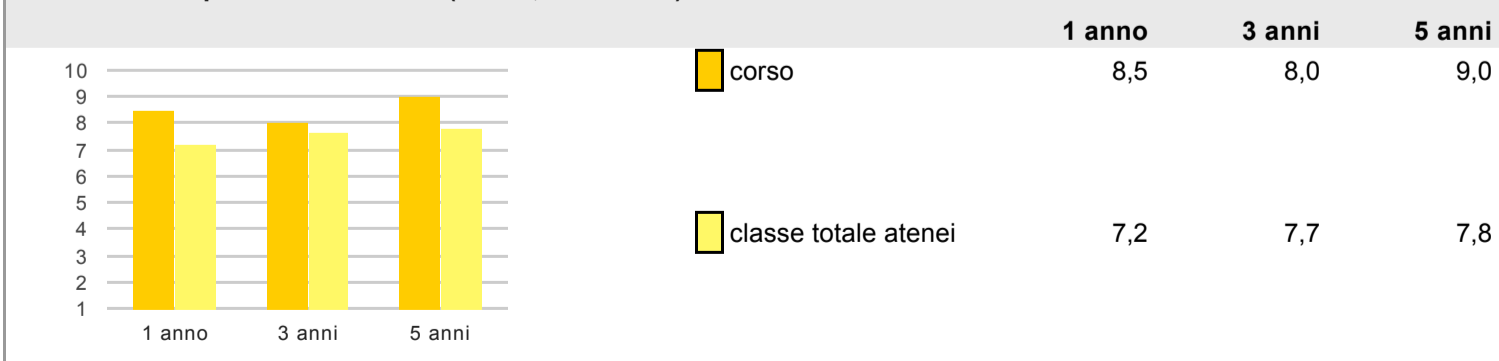 1 anno 3 anni 5 anni
corso 8,5 8,0 9,0
classe totale atenei 7,2 7,7 7,8
10
9
8
7
6
5
4
3
2
1
1 anno 3 anni 5 anni